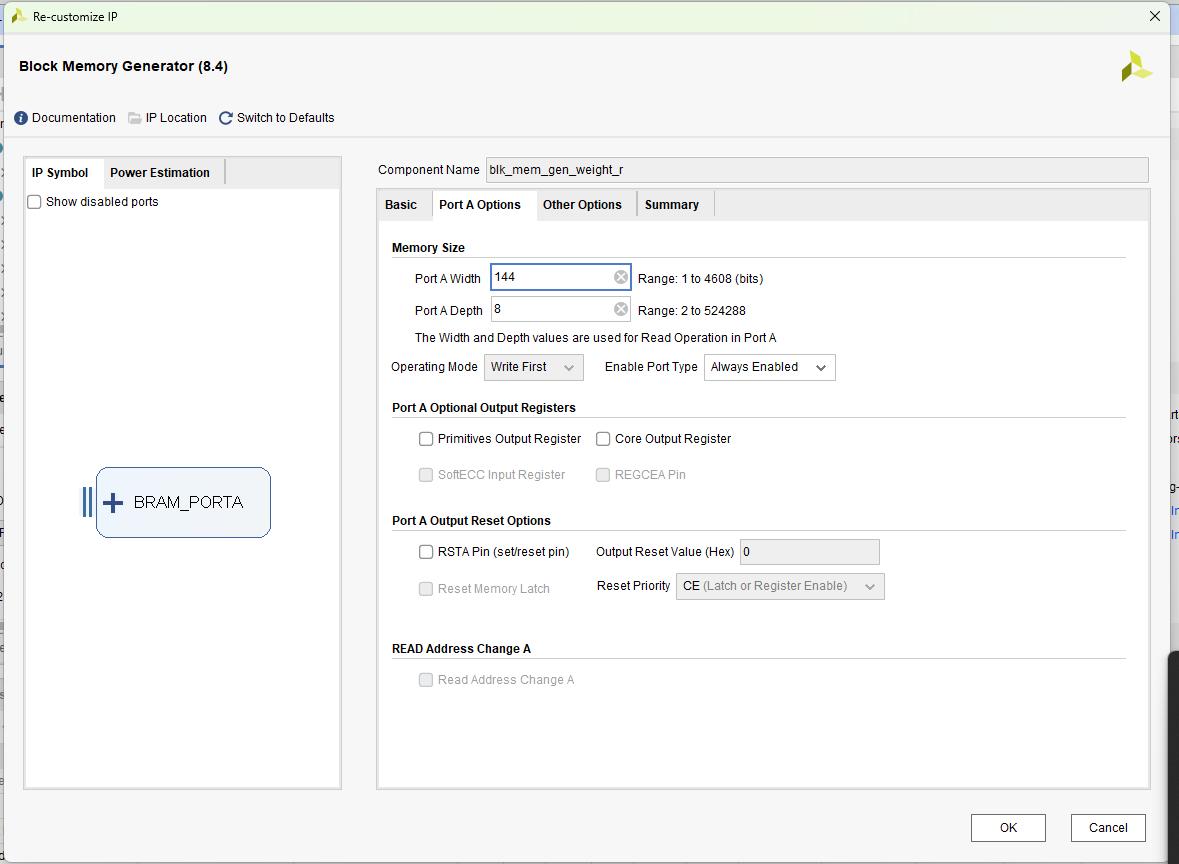 Re-customize IP
Block Memory Generator (8.4)
Documentation IP Location Switch to Defaults
IP Symbol Power Estimation
Show disabled ports
BRAM_PORTA
Component Name blk_mem_gen_weight_r
Basic Port A Options Other Options Summary
Memory Size
Port A Width 144 Range: 1 to 4608 (bits)
Port A Depth 8 Range: 2 to 524288
The Width and Depth values are used for Read Operation in Port A
Operating Mode Write First Enable Port Type Always Enabled
Port A Optional Output Registers
Primitives Output Register Core Output Register
SoftECC Input Register REGCEA Pin
Port A Output Reset Options
RSTA Pin (set/reset pin) Output Reset Value (Hex) 0
Reset Memory Latch Reset Priority CE (Latch or Register Enable)
READ Address Change A
Read Address Change A
OK Cancel